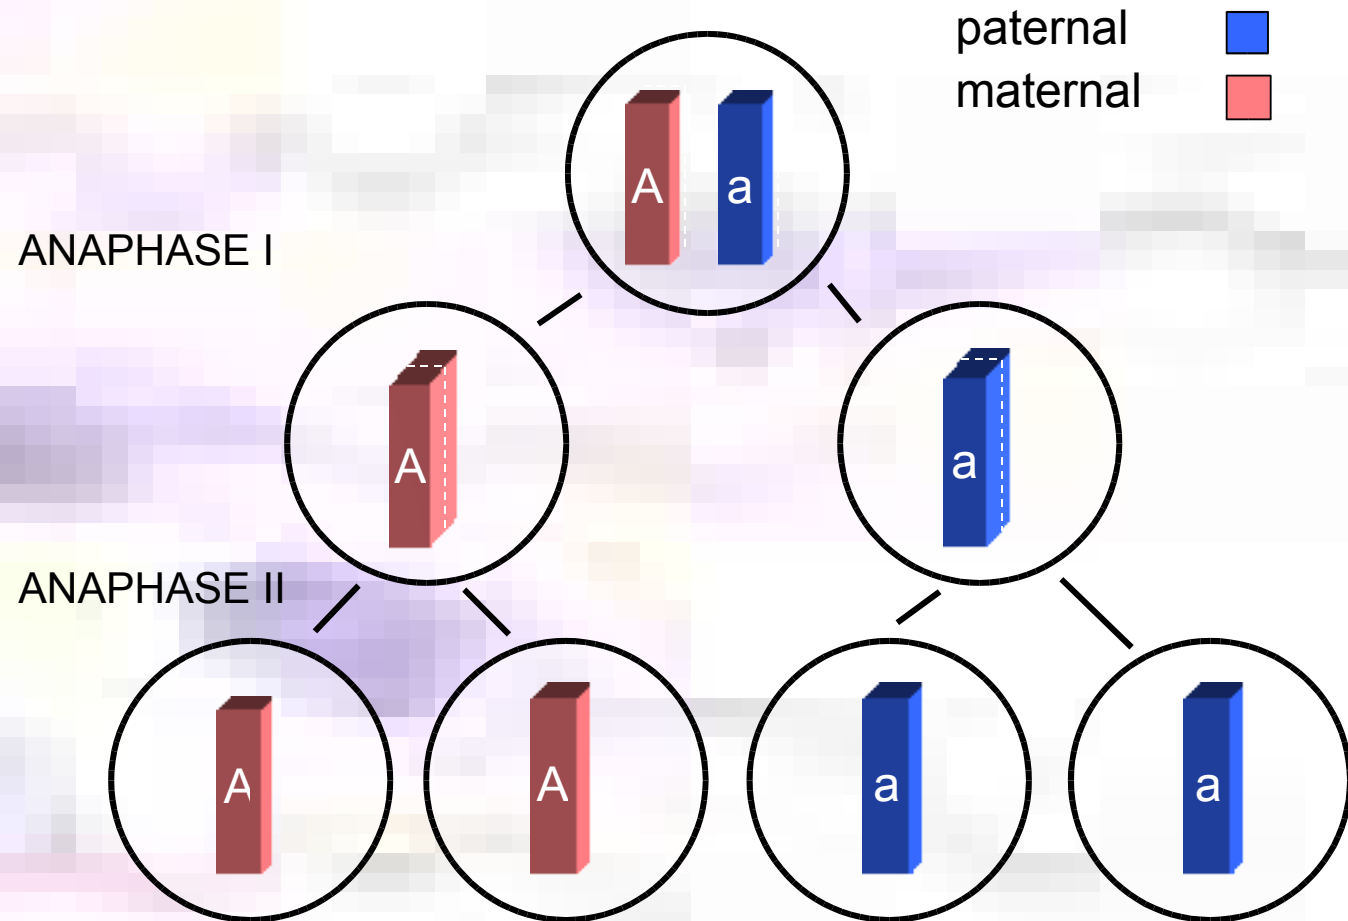 paternal
maternal
A a
ANAPHASE I
A a
ANAPHASE II
A A a a